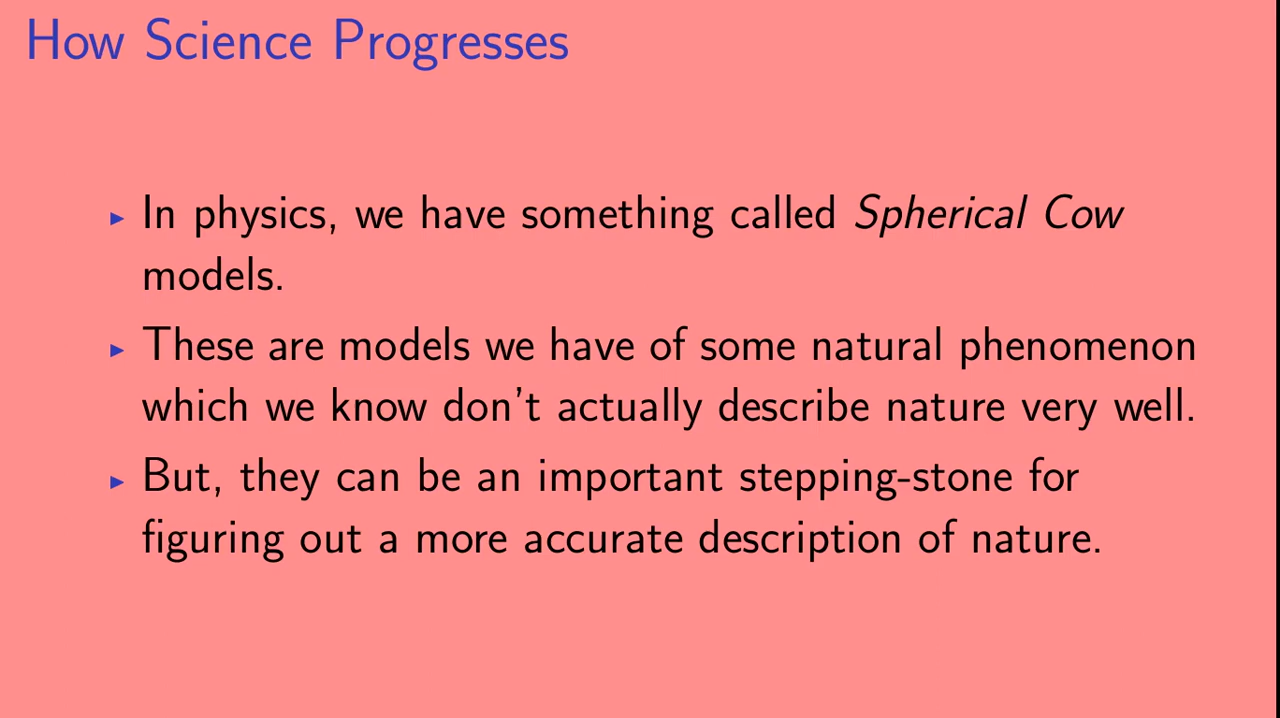 How Science Progresses
▸ In physics, we have something called Spherical Cow
models.
▸ These are models we have of some natural phenomenon
which we know don't actually describe nature very well.
▸ But, they can be an important stepping-stone for
figuring out a more accurate description of nature.